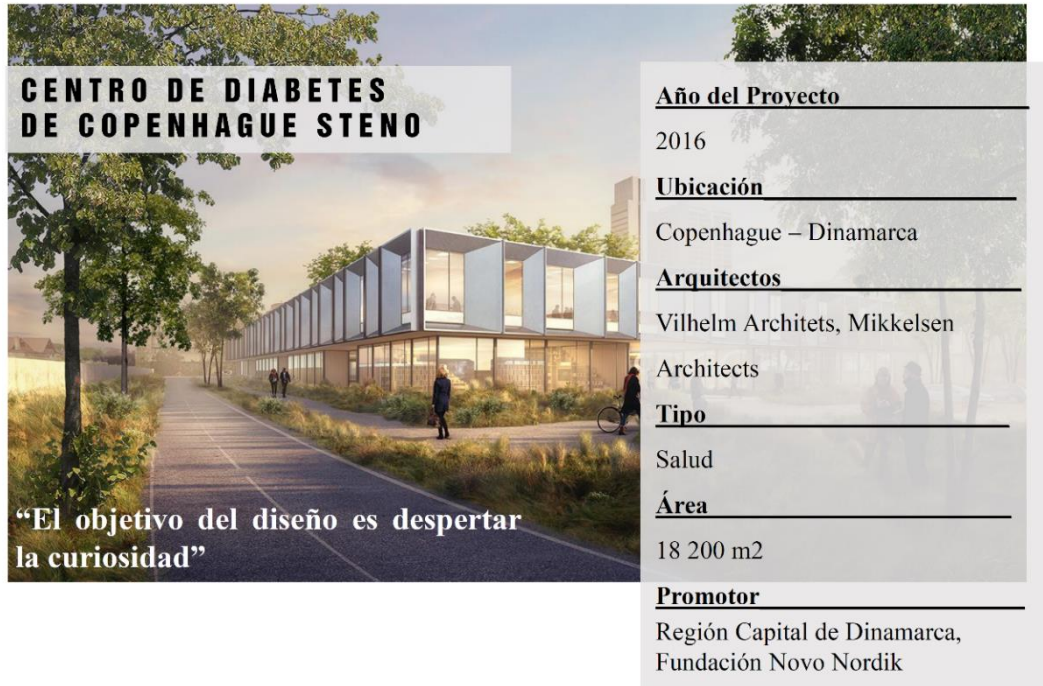 CENTRO DE DIABETES
DE COPENHAGUE STENO
“El objetivo del diseño es despertar
la curiosidad”
Año del Proyecto
2016
Ubicación
Copenhague – Dinamarca
Arquitectos
Vilhelm Architets, Mikkelsen
Architects
Tipo
Salud
Área
18 200 m2
Promotor
Región Capital de Dinamarca,
Fundación Novo Nordik